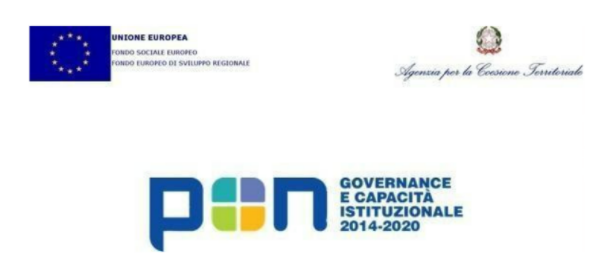 UNIONE EUROPEA
FONDO SOCIALE EUROPEO
FONDO EUROPEO DI SVILUPPO REGIONALE
Agenzia per la Coesione Territoriale
pon
GOVERNANCE
E CAPACITÀ
ISTITUZIONALE
2014-2020